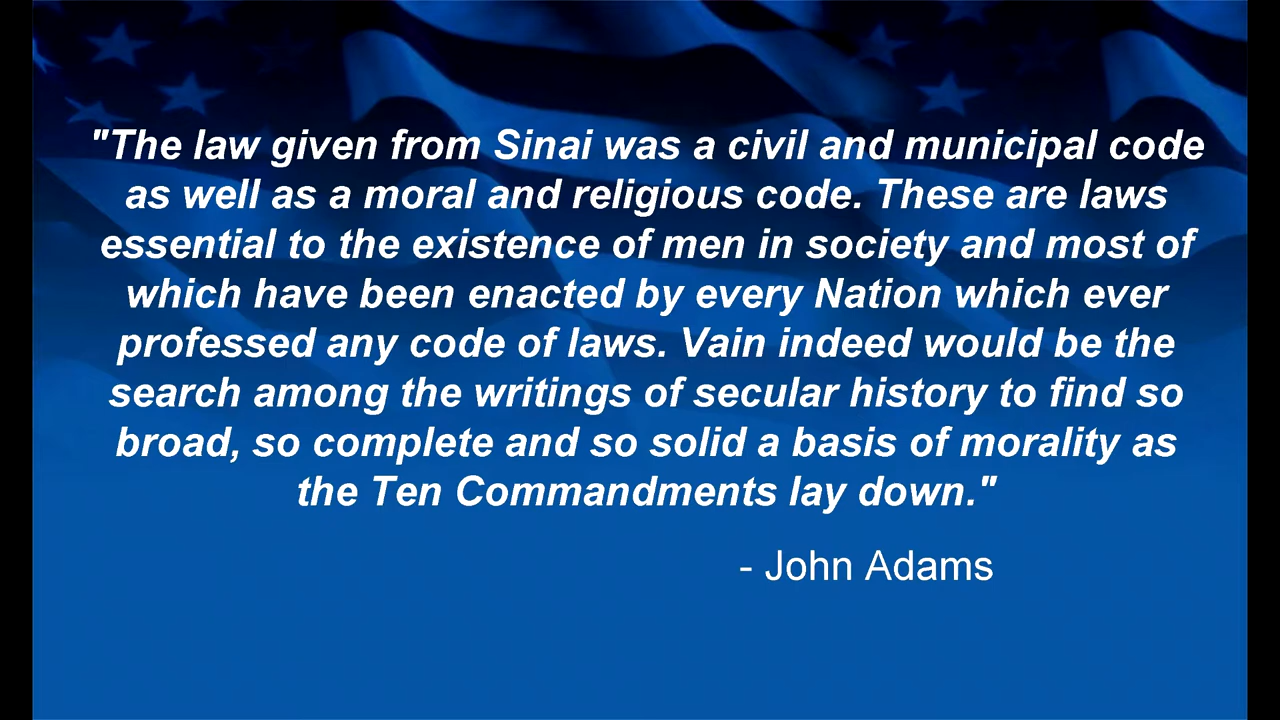 "The law given from Sinai was a civil and municipal code
as well as a moral and religious code. These are laws
essential to the existence of men in society and most of
which have been enacted by every Nation which ever
professed any code of laws. Vain indeed would be the
search among the writings of secular history to find so
broad, so complete and so solid a basis of morality as
the Ten Commandments lay down."
- John Adams